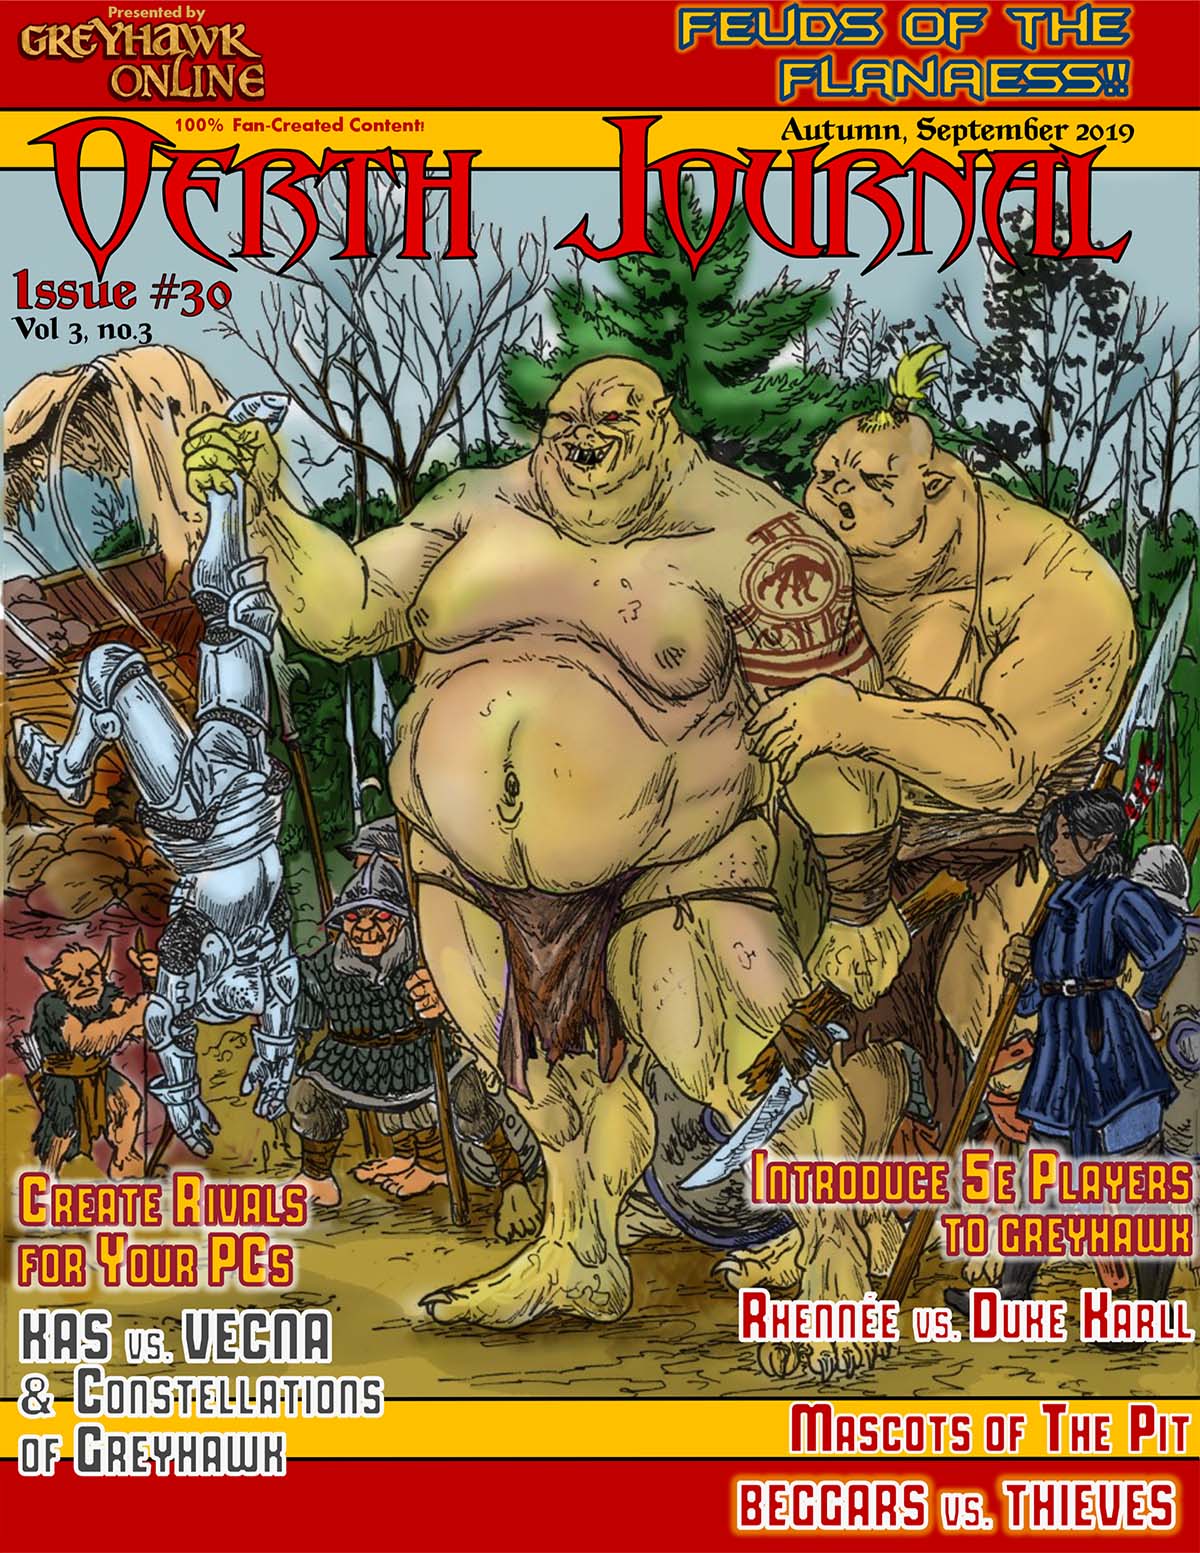 Presented by
GREYHAWK
ONLINE
FEUDS OF THE
FLANAESS!!
100% Fan-Created Content!
Autumn, September 2019
OERTH JOURNAL
Issue #30
Vol 3, no.3
CREATE RIVALS
FOR YOUR PCS
KAS VS. VECNA
& CONSTELLATIONS
OF GREYHAWK
INTRODUCE 5E PLAYERS
TO GREYHAWK
RHENNÉE VS. DUKE KARLL
MASCOTS OF THE PIT
BEGGARS VS. THIEVES